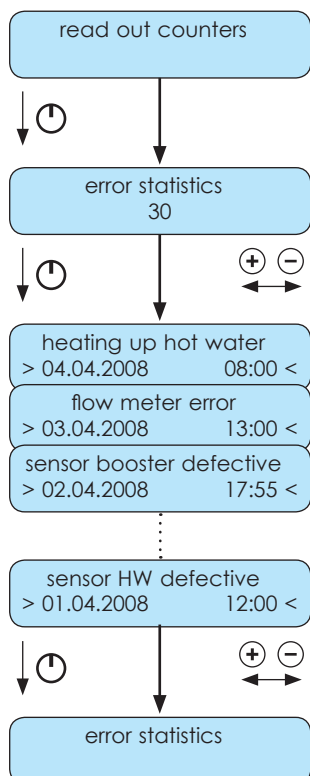 read out counters
error statistics
30
+ −
heating up hot water
> 04.04.2008 08:00 <
flow meter error
> 03.04.2008 13:00 <
sensor booster defective
> 02.04.2008 17:55 <
sensor HW defective
> 01.04.2008 12:00 <
+ −
error statistics